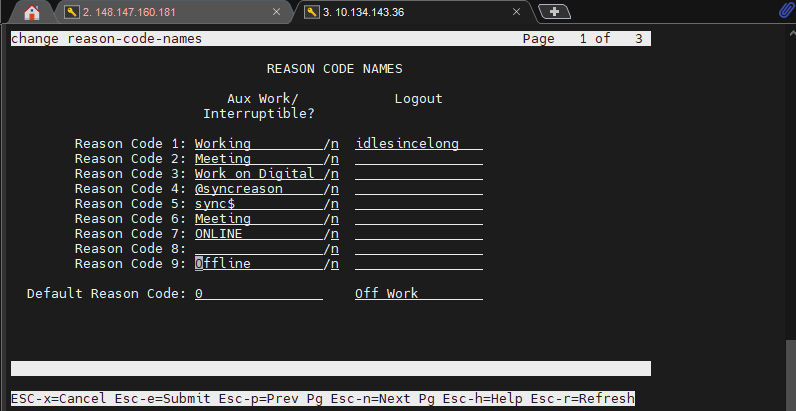 2. 148.147.160.181
3. 10.134.143.36
change reason-code-names Page 1 of 3
REASON CODE NAMES
Aux Work/ Logout
Interruptible?
Reason Code 1: Working /n idlesincelong
Reason Code 2: Meeting /n
Reason Code 3: Work on Digital /n
Reason Code 4: @syncreason /n
Reason Code 5: sync$ /n
Reason Code 6: Meeting /n
Reason Code 7: ONLINE /n
Reason Code 8: /n
Reason Code 9: Offline /n
Default Reason Code: 0 Off Work
ESC-x=Cancel Esc-e=Submit Esc-p=Prev Pg Esc-n=Next Pg Esc-h=Help Esc-r=Refresh